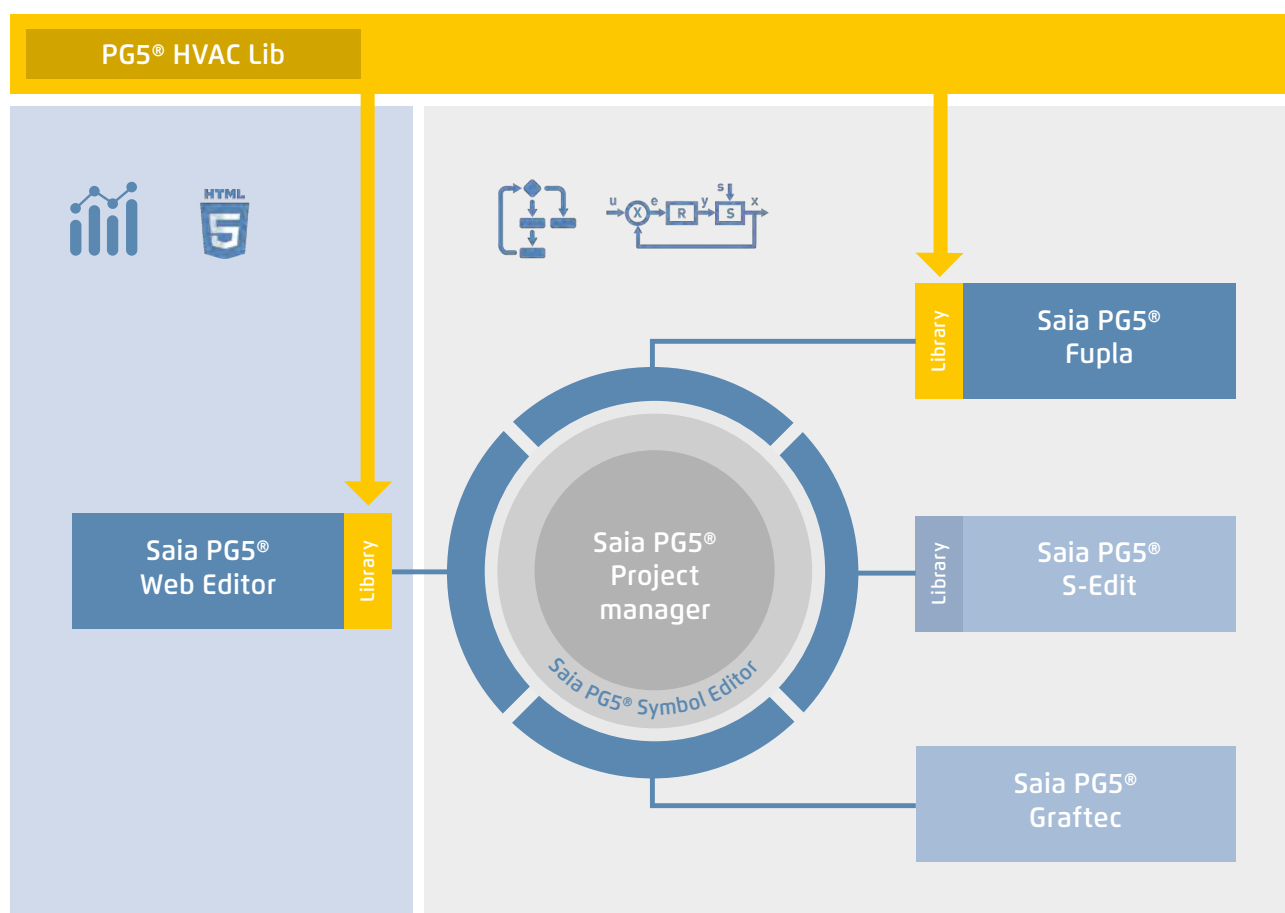 PG5® HVAC Lib
HTML
5
u
e
y
s
x
X
R
S
Library
Saia PG5®
Fupla
Saia PG5®
Web Editor
Library
Saia PG5®
Project
manager
Saia PG5® Symbol Editor
Library
Saia PG5®
S-Edit
Saia PG5®
Graftec